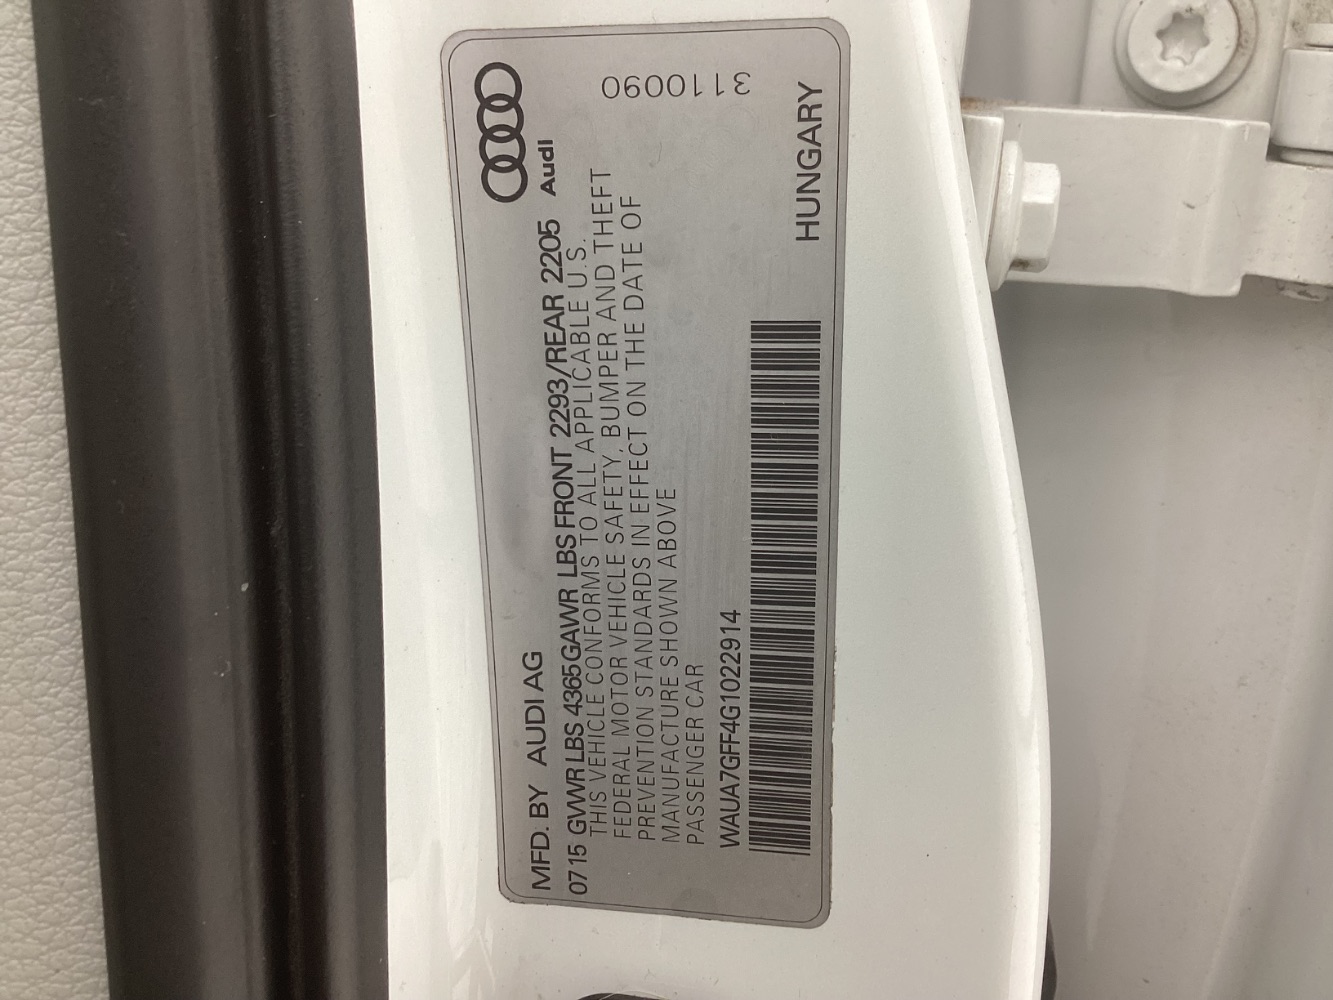 Audi
MFD. BY AUDI AG
0715 GVWR LBS 4365 GAWR LBS FRONT 2293/REAR 2205
THIS VEHICLE CONFORMS TO ALL APPLICABLE U.S.
FEDERAL MOTOR VEHICLE SAFETY, BUMPER AND THEFT
PREVENTION STANDARDS IN EFFECT ON THE DATE OF
MANUFACTURE SHOWN ABOVE
PASSENGER CAR
WAUA7GFF4G1022914
HUNGARY
3110090